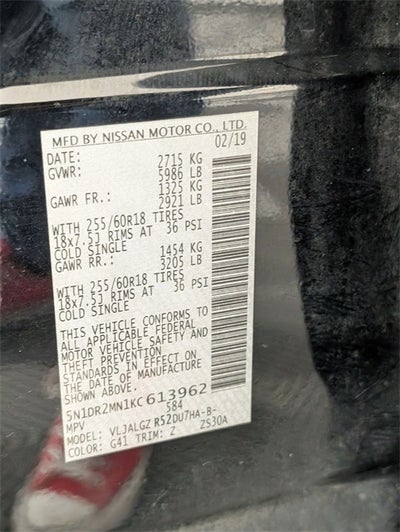 MFD BY NISSAN MOTOR CO., LTD.
DATE: 02/19
GVWR: 2715 KG
5986 LB
GAWR FR.: 1325 KG
2921 LB
WITH 255/60R18 TIRES
18x7.5J RIMS AT 36 PSI
COLD SINGLE
GAWR RR.: 1454 KG
3205 LB
WITH 255/60R18 TIRES
18x7.5J RIMS AT 36 PSI
COLD SINGLE
THIS VEHICLE CONFORMS TO
ALL APPLICABLE FEDERAL
MOTOR VEHICLE SAFETY AND
THEFT PREVENTION
STANDARDS IN EFFECT ON
THE DATE OF MANUFACTURE
SHOWN ABOVE.
5N1DR2MN1KC613962
MPV 584
MODEL: VLJALGZ R52DU7HA-B-
COLOR: G41 TRIM: Z ZS30A